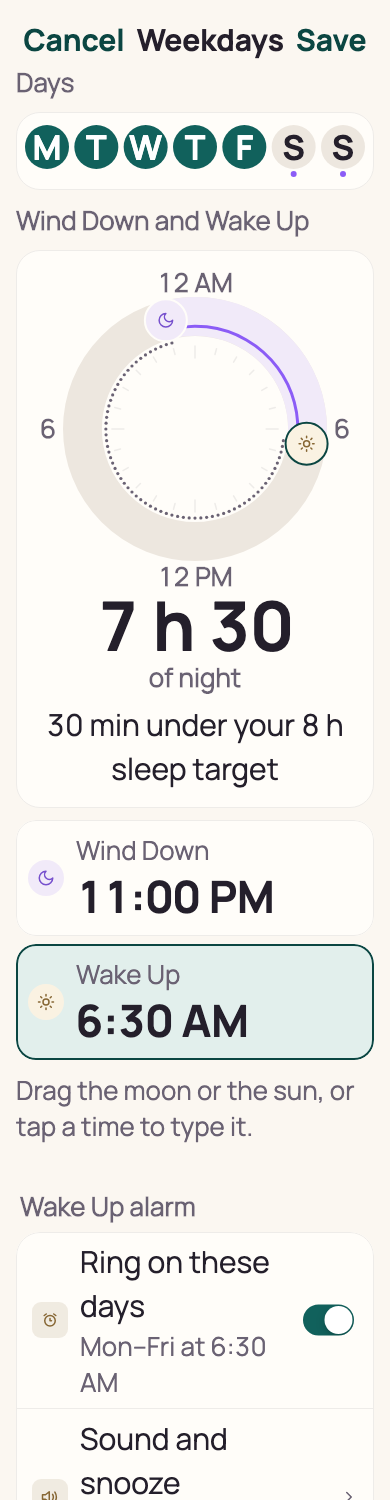 Cancel Weekdays Save
Days
M T W T F S S
Wind Down and Wake Up
12 AM
6 6
12 PM
7 h 30
of night
30 min under your 8 h
sleep target
Wind Down
11:00 PM
Wake Up
6:30 AM
Drag the moon or the sun, or
tap a time to type it.
Wake Up alarm
Ring on these
days
Mon–Fri at 6:30
AM
Sound and
snooze